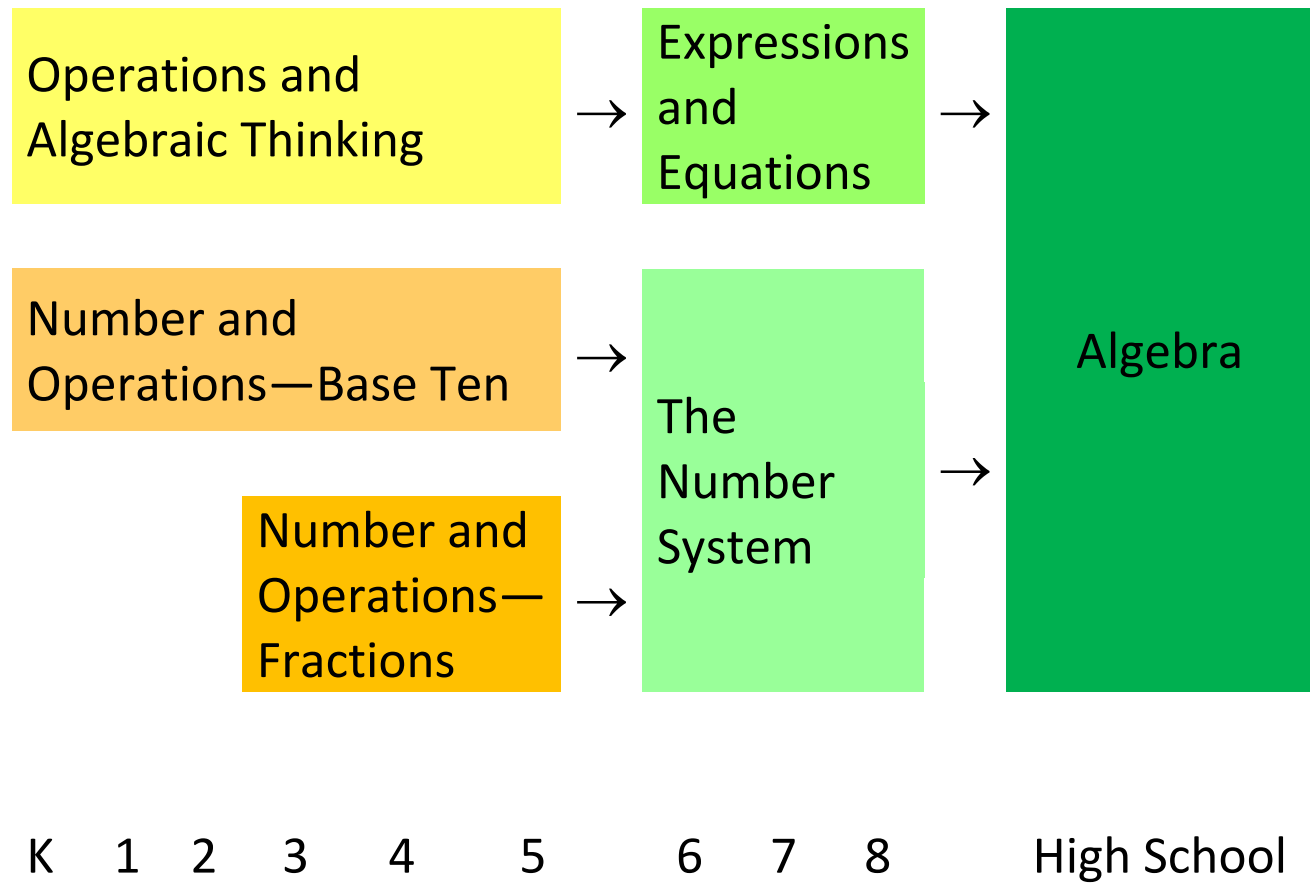 Operations and
Algebraic Thinking
→
Expressions
and
Equations
→
Number and
Operations—Base Ten
→
The
Number
System
→
Algebra
Number and
Operations—
Fractions
→
K 1 2 3 4 5 6 7 8 High School